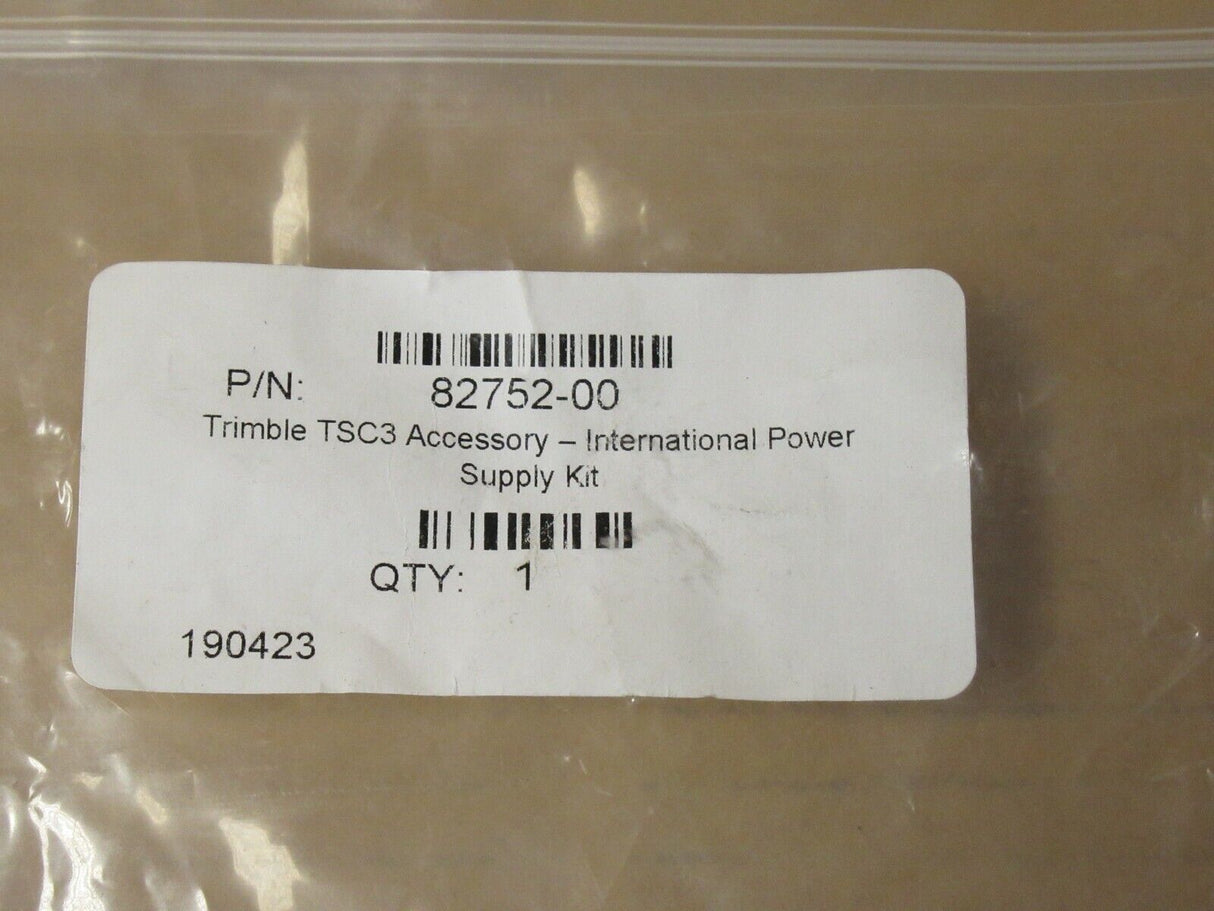 P/N: 82752-00
Trimble TSC3 Accessory – International Power
Supply Kit
QTY: 1
190423